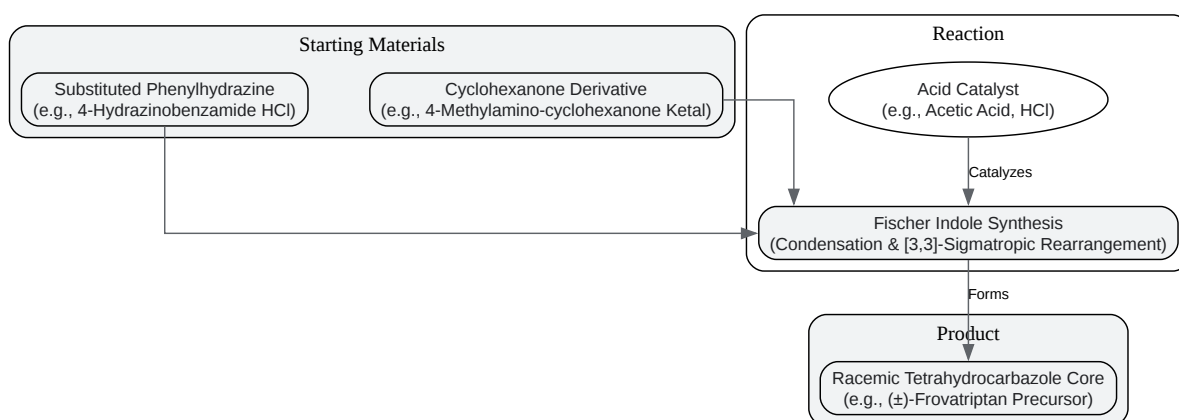 Starting Materials
Substituted Phenylhydrazine
(e.g., 4-Hydrazinobenzamide HCl)
Cyclohexanone Derivative
(e.g., 4-Methylamino-cyclohexanone Ketal)
Reaction
Acid Catalyst
(e.g., Acetic Acid, HCl)
Catalyzes
Fischer Indole Synthesis
(Condensation & [3,3]-Sigmatropic Rearrangement)
Forms
Product
Racemic Tetrahydrocarbazole Core
(e.g., (±)-Frovatriptan Precursor)